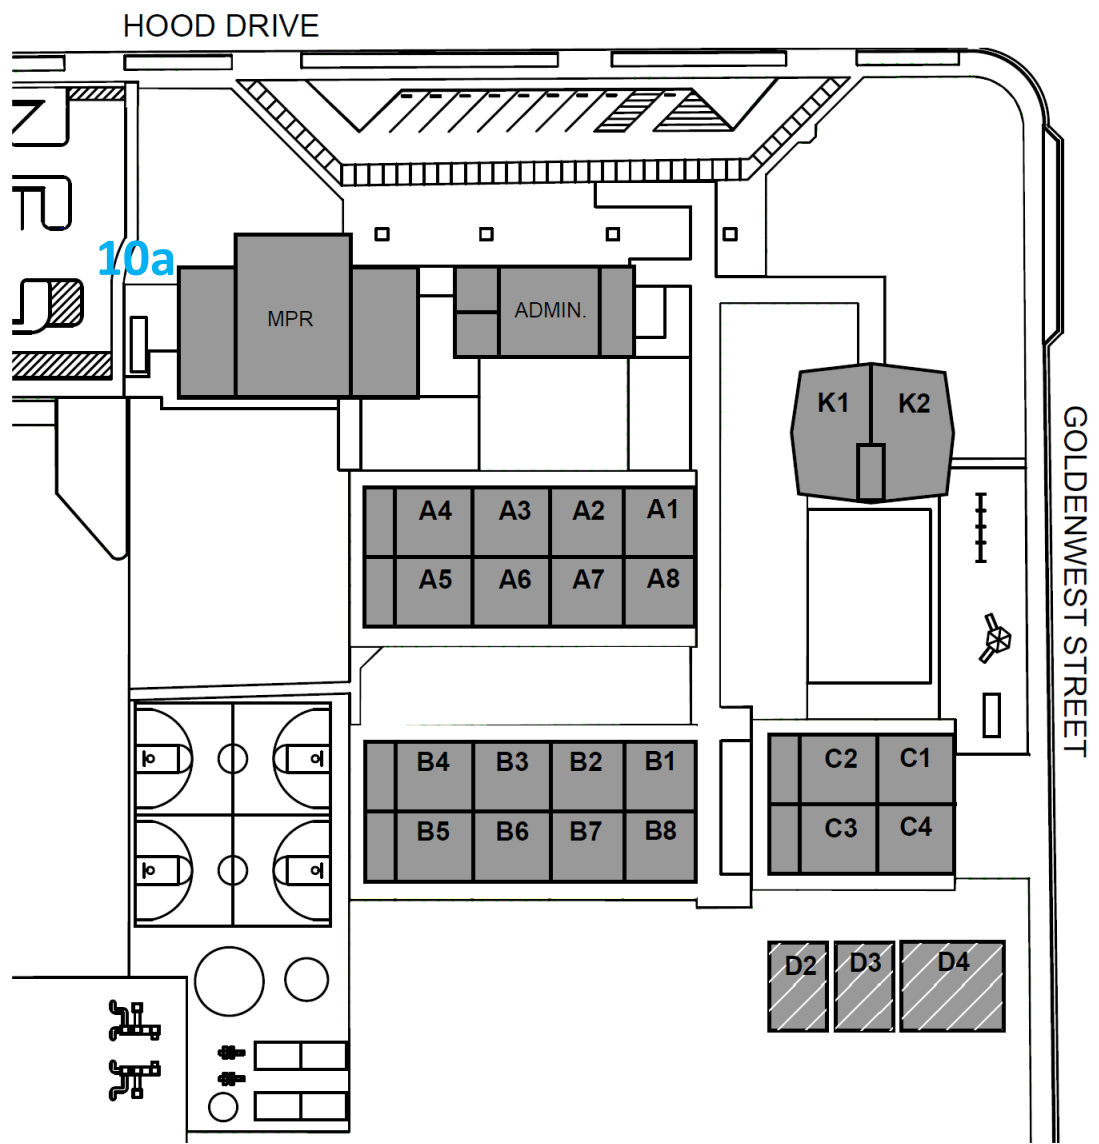 HOOD DRIVE
10a
MPR
ADMIN.
K1 K2
GOLDENWEST STREET
A4 A3 A2 A1
A5 A6 A7 A8
B4 B3 B2 B1
B5 B6 B7 B8
C2 C1
C3 C4
D2 D3 D4